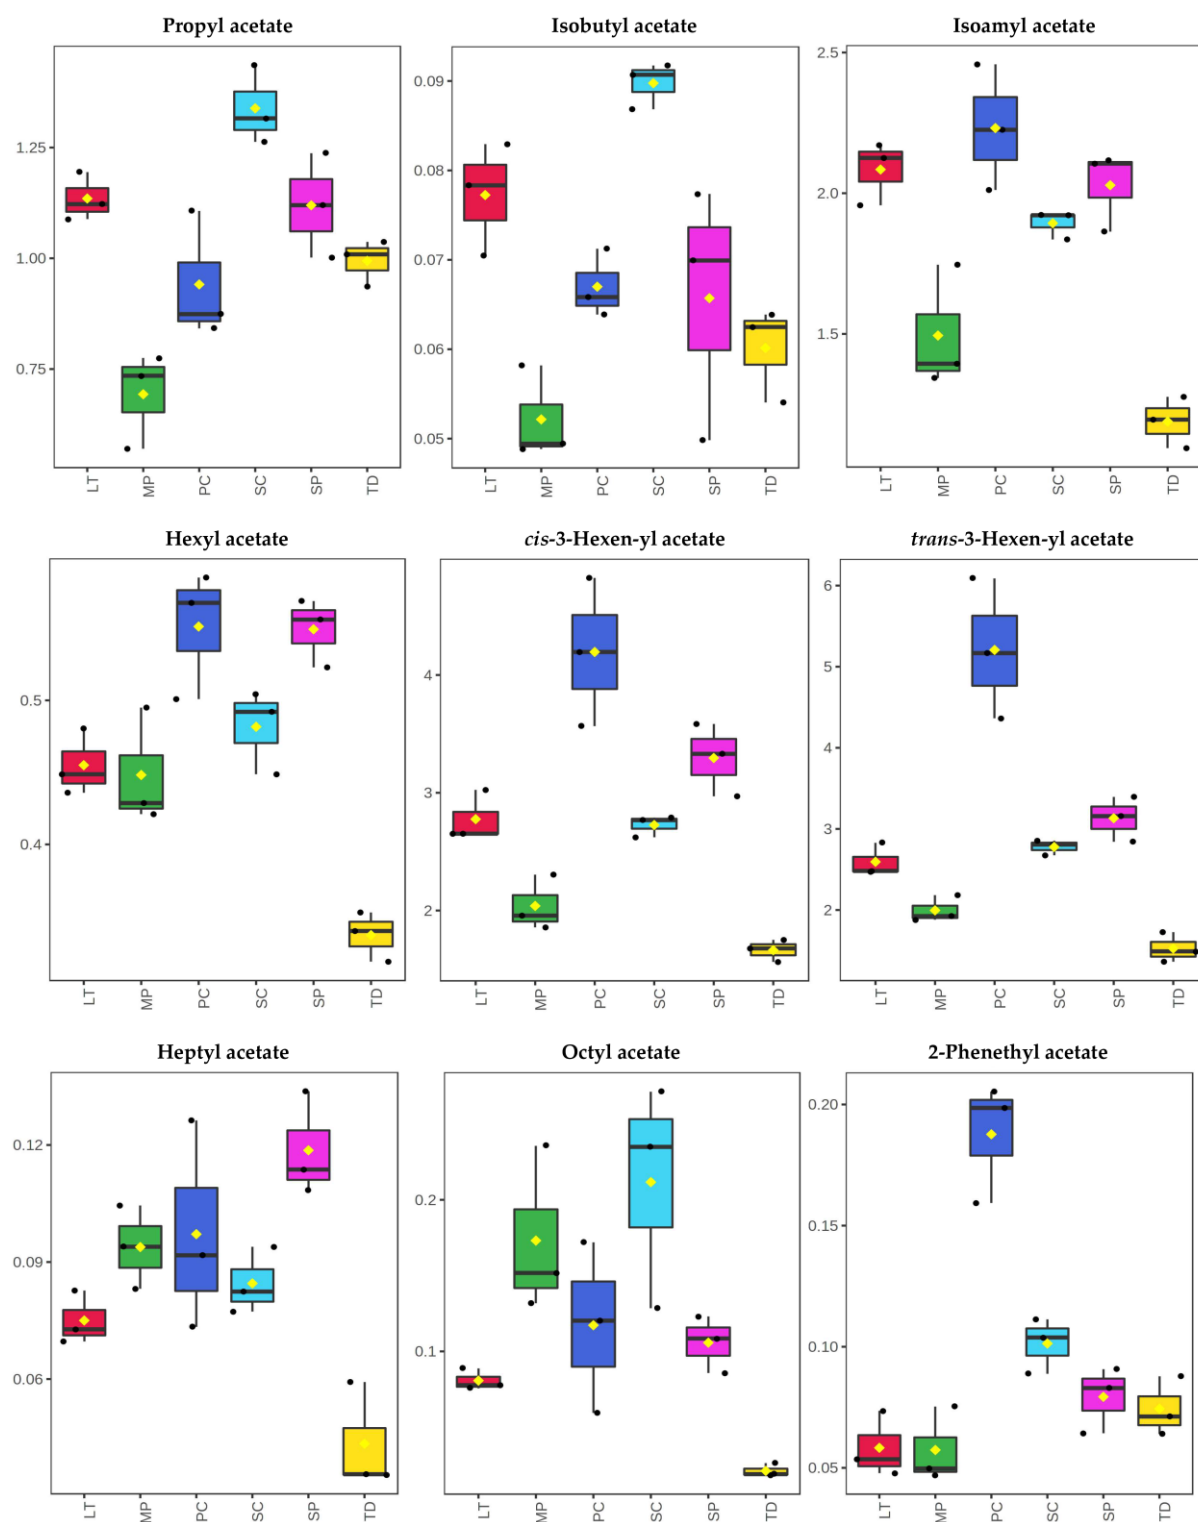 Propyl acetate Isobutyl acetate Isoamyl acetate
1.25
1.00
0.75
LT MP PC SC SP TD
0.09
0.08
0.07
0.06
0.05
LT MP PC SC SP TD
2.5
2.0
1.5
LT MP PC SC SP TD
Hexyl acetate cis-3-Hexen-yl acetate trans-3-Hexen-yl acetate
0.5
0.4
LT MP PC SC SP TD
4
3
2
LT MP PC SC SP TD
6
5
4
3
2
LT MP PC SC SP TD
Heptyl acetate Octyl acetate 2-Phenethyl acetate
0.12
0.09
0.06
LT MP PC SC SP TD
0.2
0.1
LT MP PC SC SP TD
0.20
0.15
0.10
0.05
LT MP PC SC SP TD